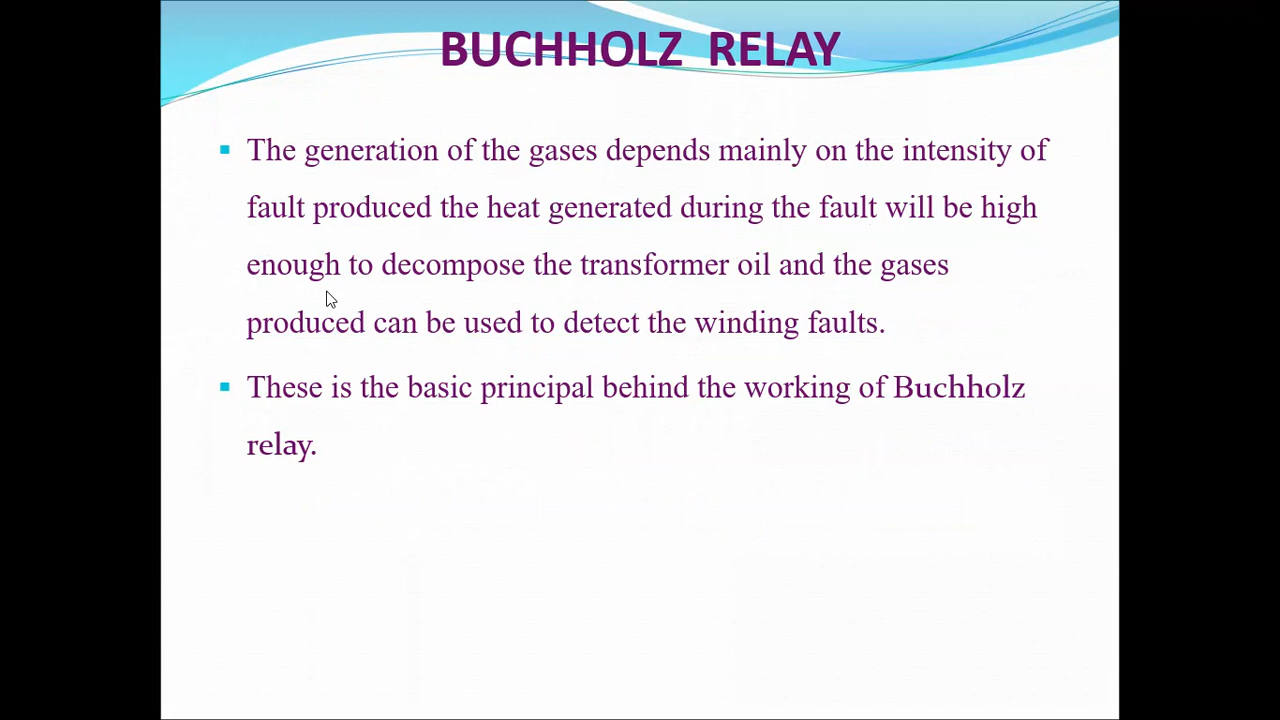 BUCHHOLZ RELAY
The generation of the gases depends mainly on the intensity of
fault produced the heat generated during the fault will be high
enough to decompose the transformer oil and the gases
produced can be used to detect the winding faults.
These is the basic principal behind the working of Buchholz
relay.